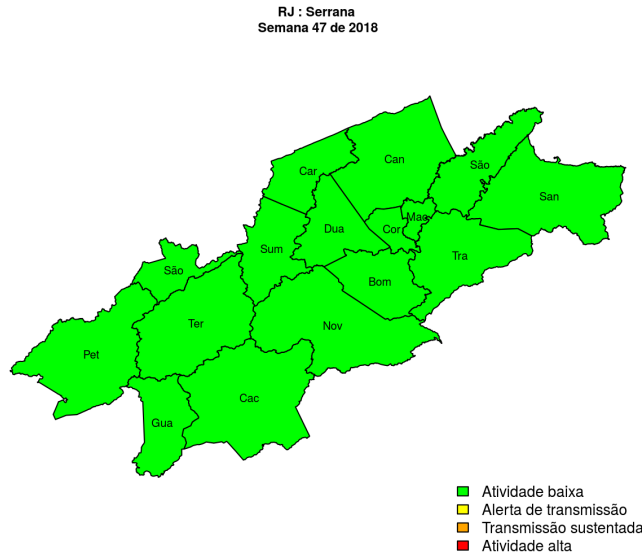 RJ : Serrana
Semana 47 de 2018
Can
São
Car
San
Mac
Dua
Cor
Sum
Tra
São
Bom
Ter
Nov
Pet
Cac
Gua
Atividade baixa
Alerta de transmissão
Transmissão sustentada
Atividade alta